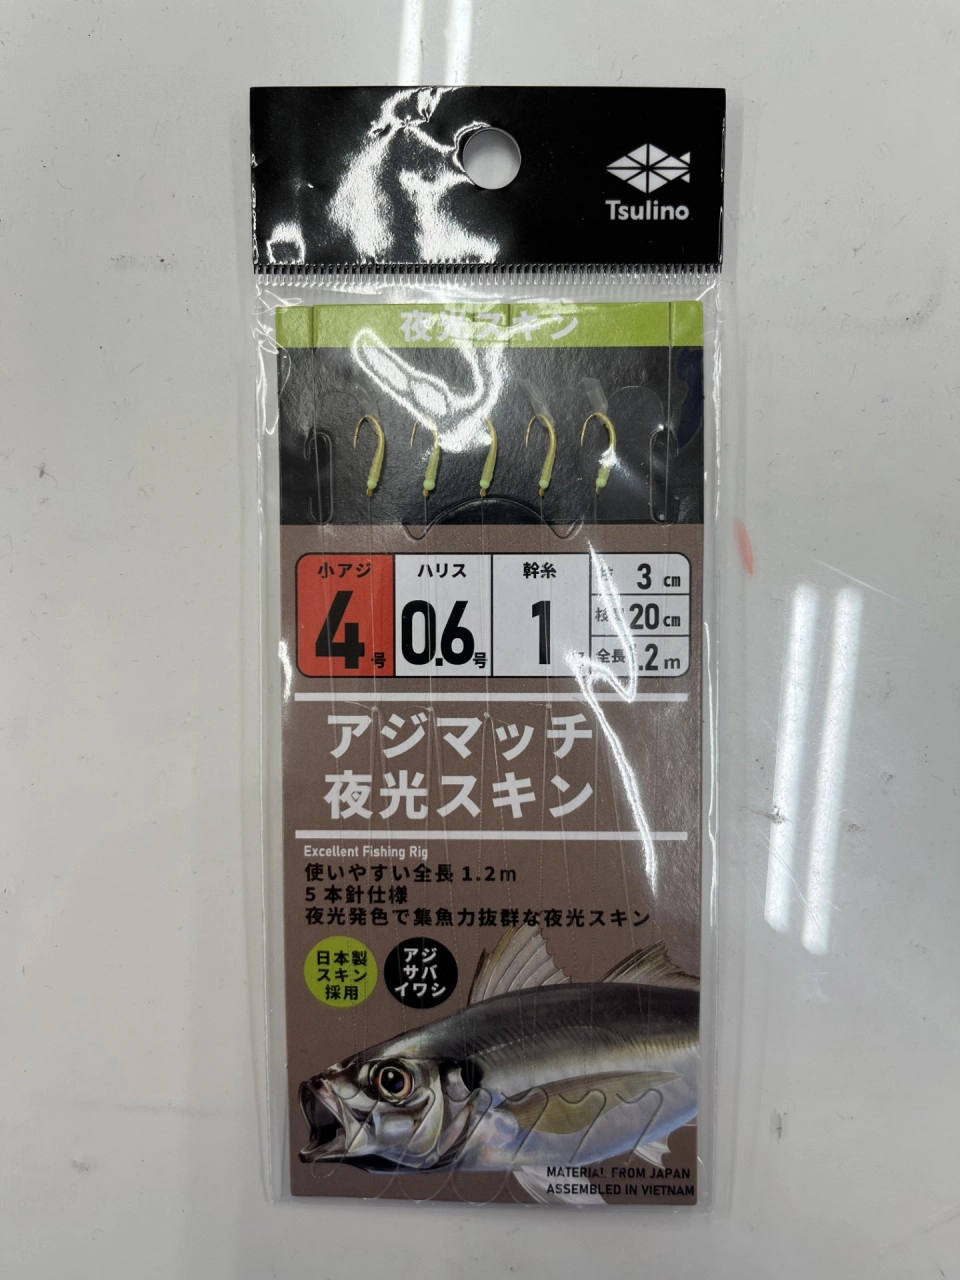 Tsulino
夜光スキン
小アジ
4号
ハリス
0.6号
幹糸
1
3cm
20cm
全長 .2m
アジマッチ
夜光スキン
Excellent Fishing Rig
使いやすい全長1.2m
5本針仕様
夜光発色で集魚力抜群な夜光スキン
日本製
スキン
採用
アジ
サバ
イワシ
MATERIAL FROM JAPAN
ASSEMBLED IN VIETNAM